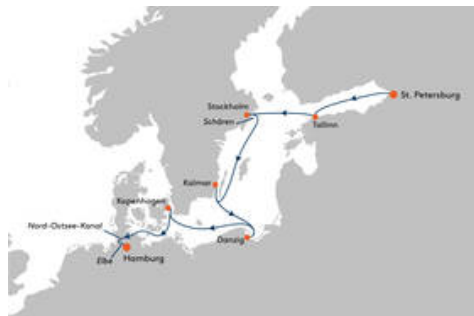 Stockholm
St. Petersburg
Schären
Tallinn
Kalmar
Kopenhagen
Nord-Ostsee-Kanal
Danzig
Elbe
Hamburg